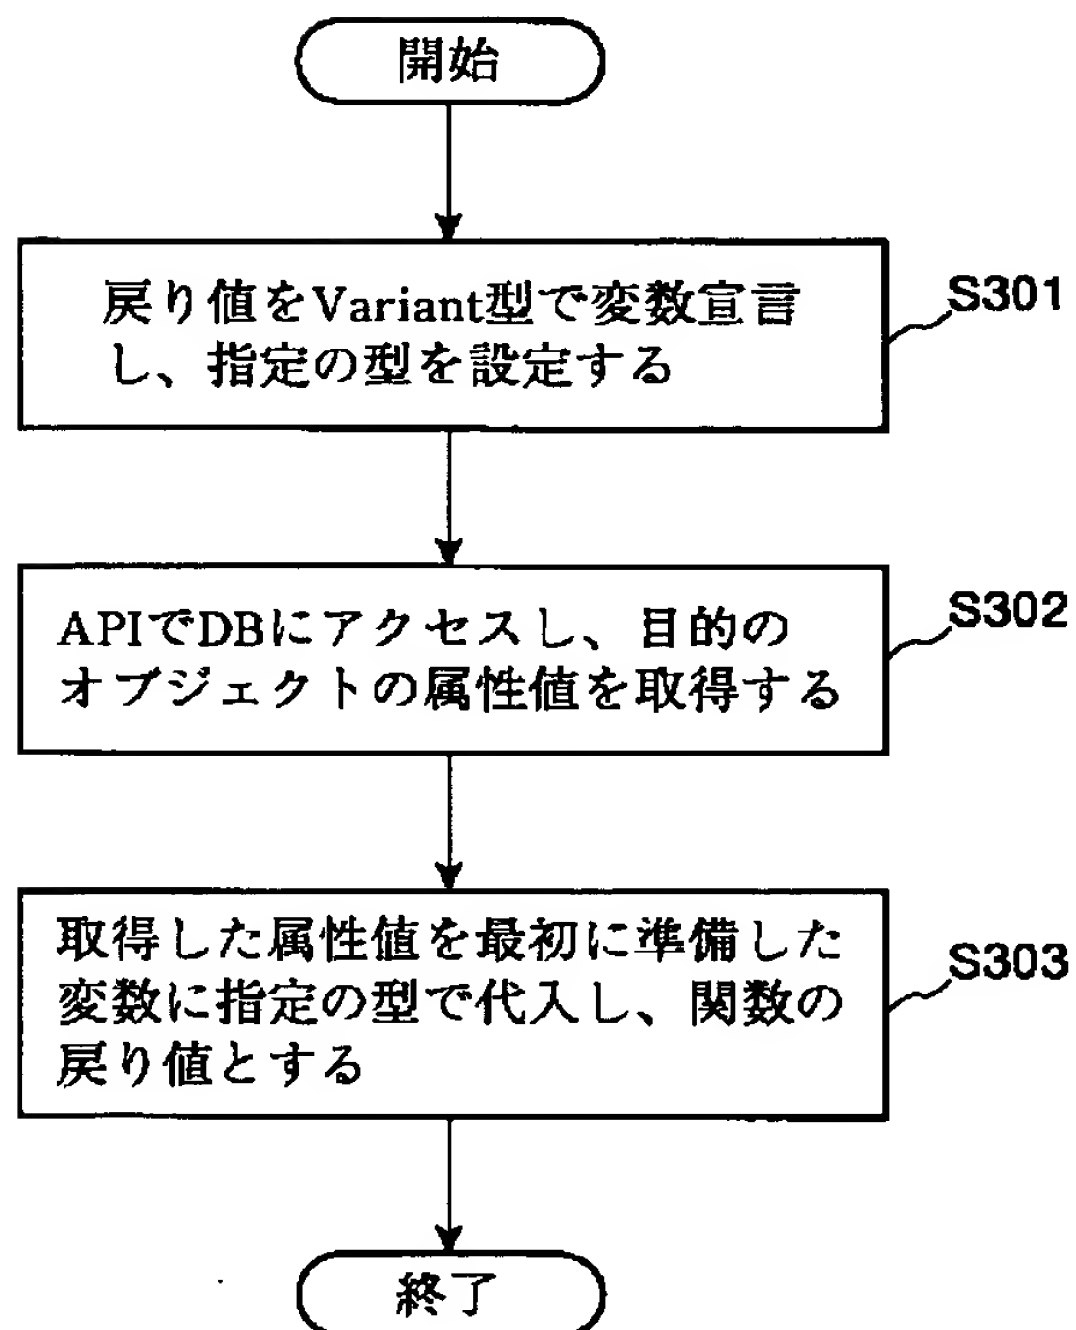 開始
戻り値をVariant型で変数宣言
し、指定の型を設定する
S301
APIでDBにアクセスし、目的の
オブジェクトの属性値を取得する
S302
取得した属性値を最初に準備した
変数に指定の型で代入し、関数の
戻り値とする
S303
終了